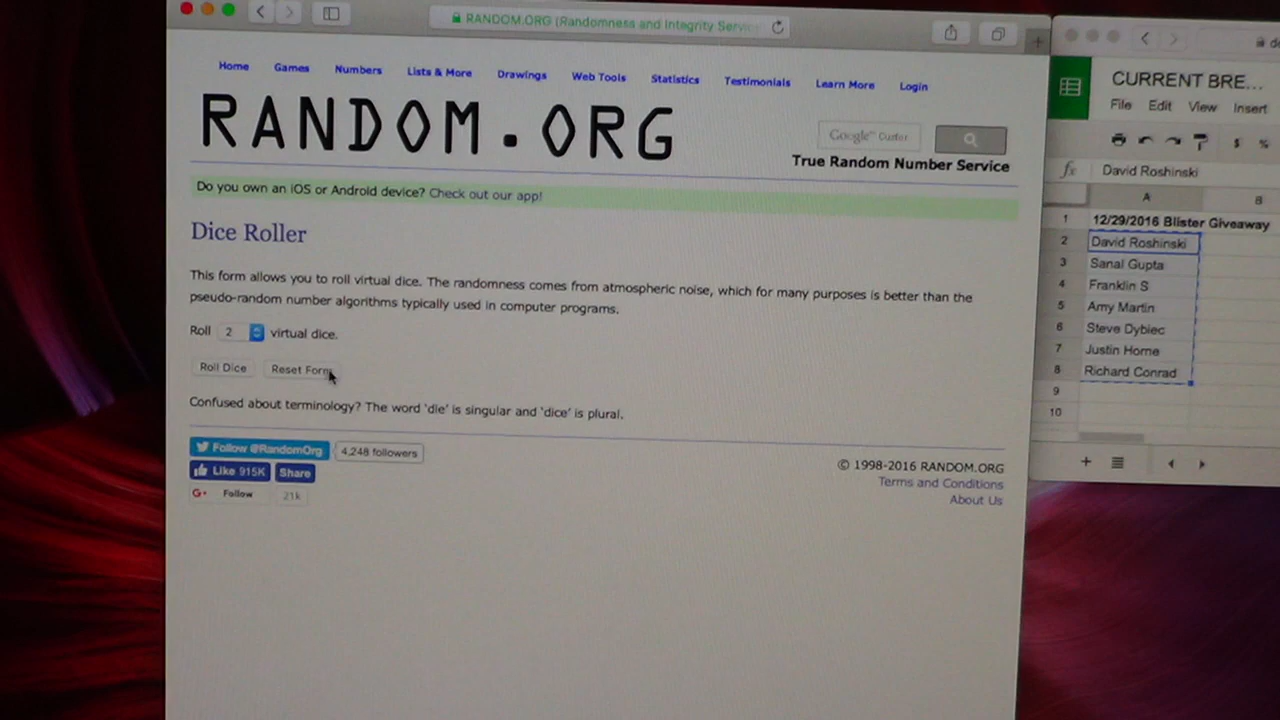 RANDOM.ORG (Randomness and Integrity Servi
Home Games Numbers Lists & More Drawings Web Tools Statistics Testimonials Learn More Login
RANDOM.ORG
Google™ Custom
True Random Number Service
Do you own an iOS or Android device? Check out our app!
Dice Roller
This form allows you to roll virtual dice. The randomness comes from atmospheric noise, which for many purposes is better than the
pseudo-random number algorithms typically used in computer programs.
Roll 2 virtual dice.
Roll Dice Reset Form
Confused about terminology? The word 'die' is singular and 'dice' is plural.
Follow @RandomOrg 4,248 followers
Like 915K Share
G+ Follow 21k
© 1998-2016 RANDOM.ORG
Terms and Conditions
About Us
CURRENT BRE...
File Edit View Insert
$ %
fx David Roshinski
A B
1 12/29/2016 Blister Giveaway
2 David Roshinski
3 Sanal Gupta
4 Franklin S
5 Amy Martin
6 Steve Dybiec
7 Justin Horne
8 Richard Conrad
9
10